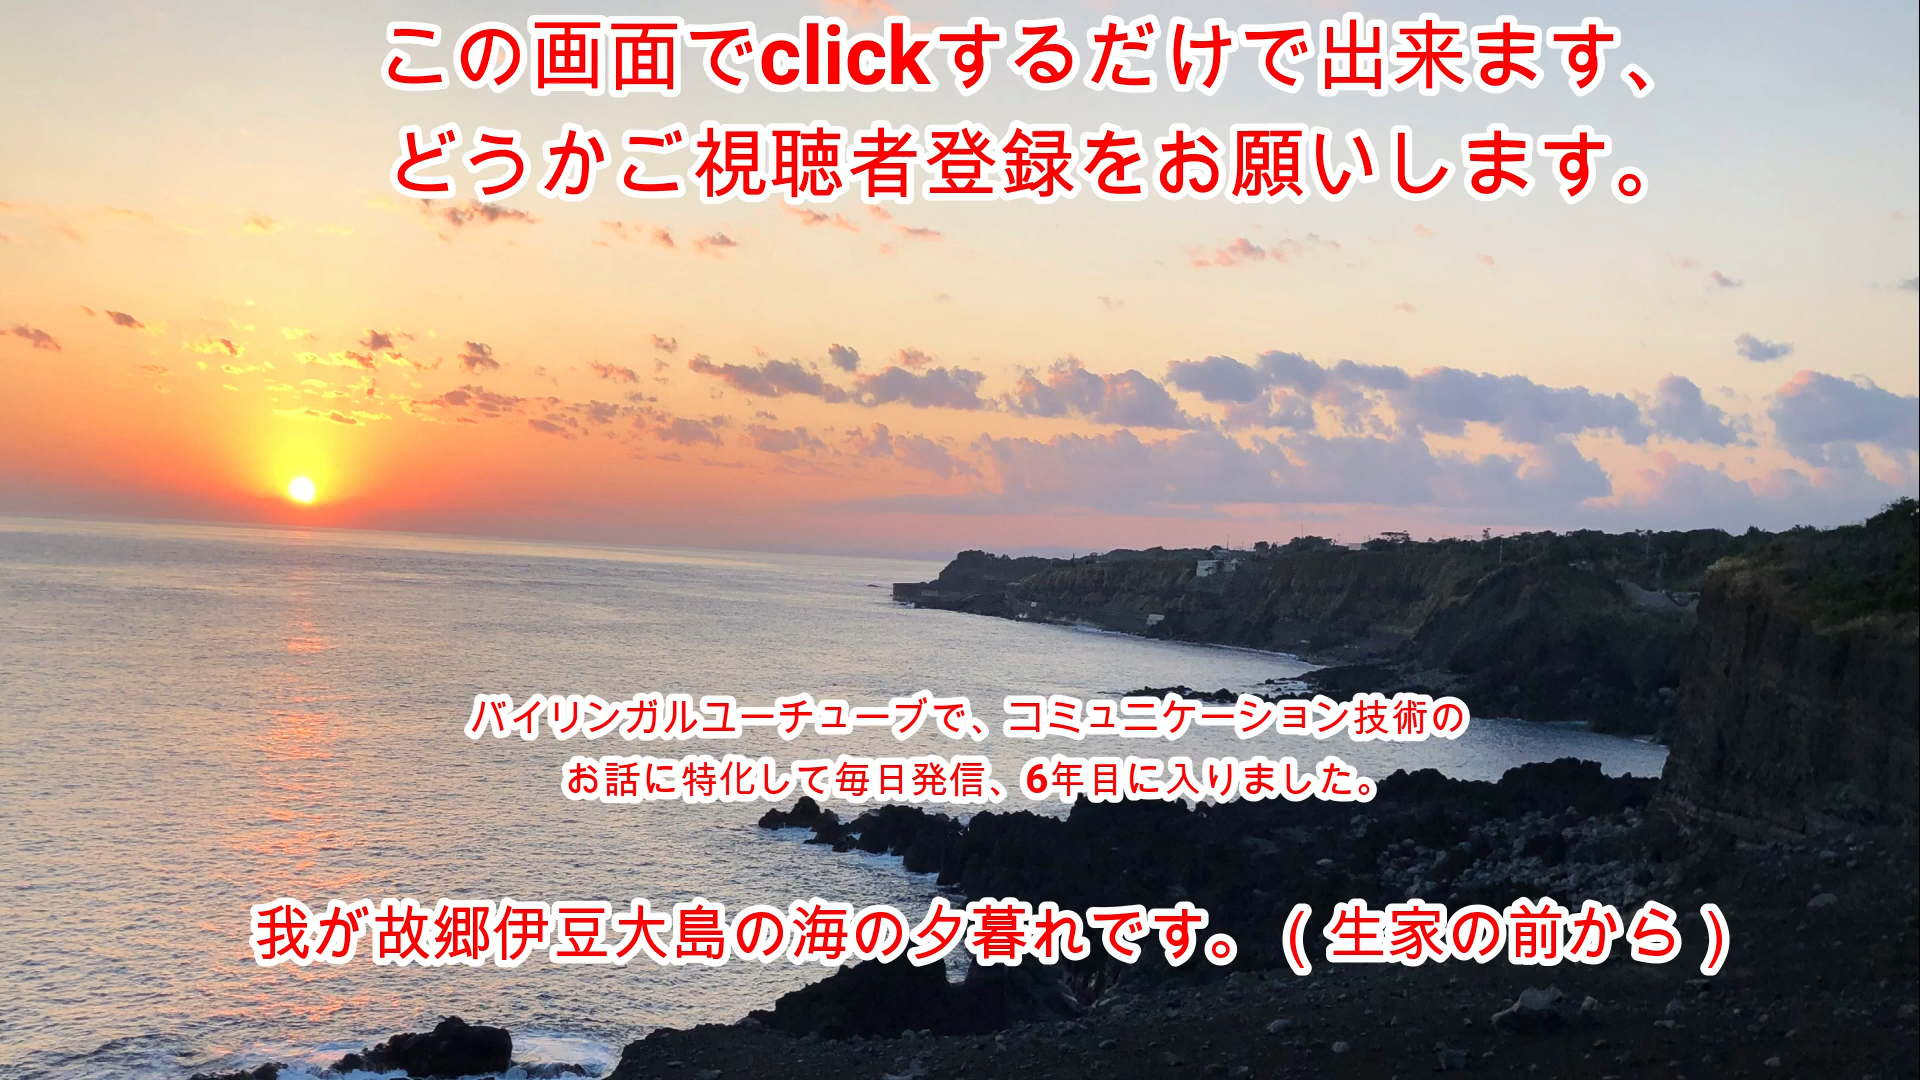 この画面でclickするだけで出来ます、
どうかご視聴者登録をお願いします。
バイリンガルユーチューブで、コミュニケーション技術の
お話に特化して毎日発信、6年目に入りました。
我が故郷伊豆大島の海の夕暮れです。(生家の前から)